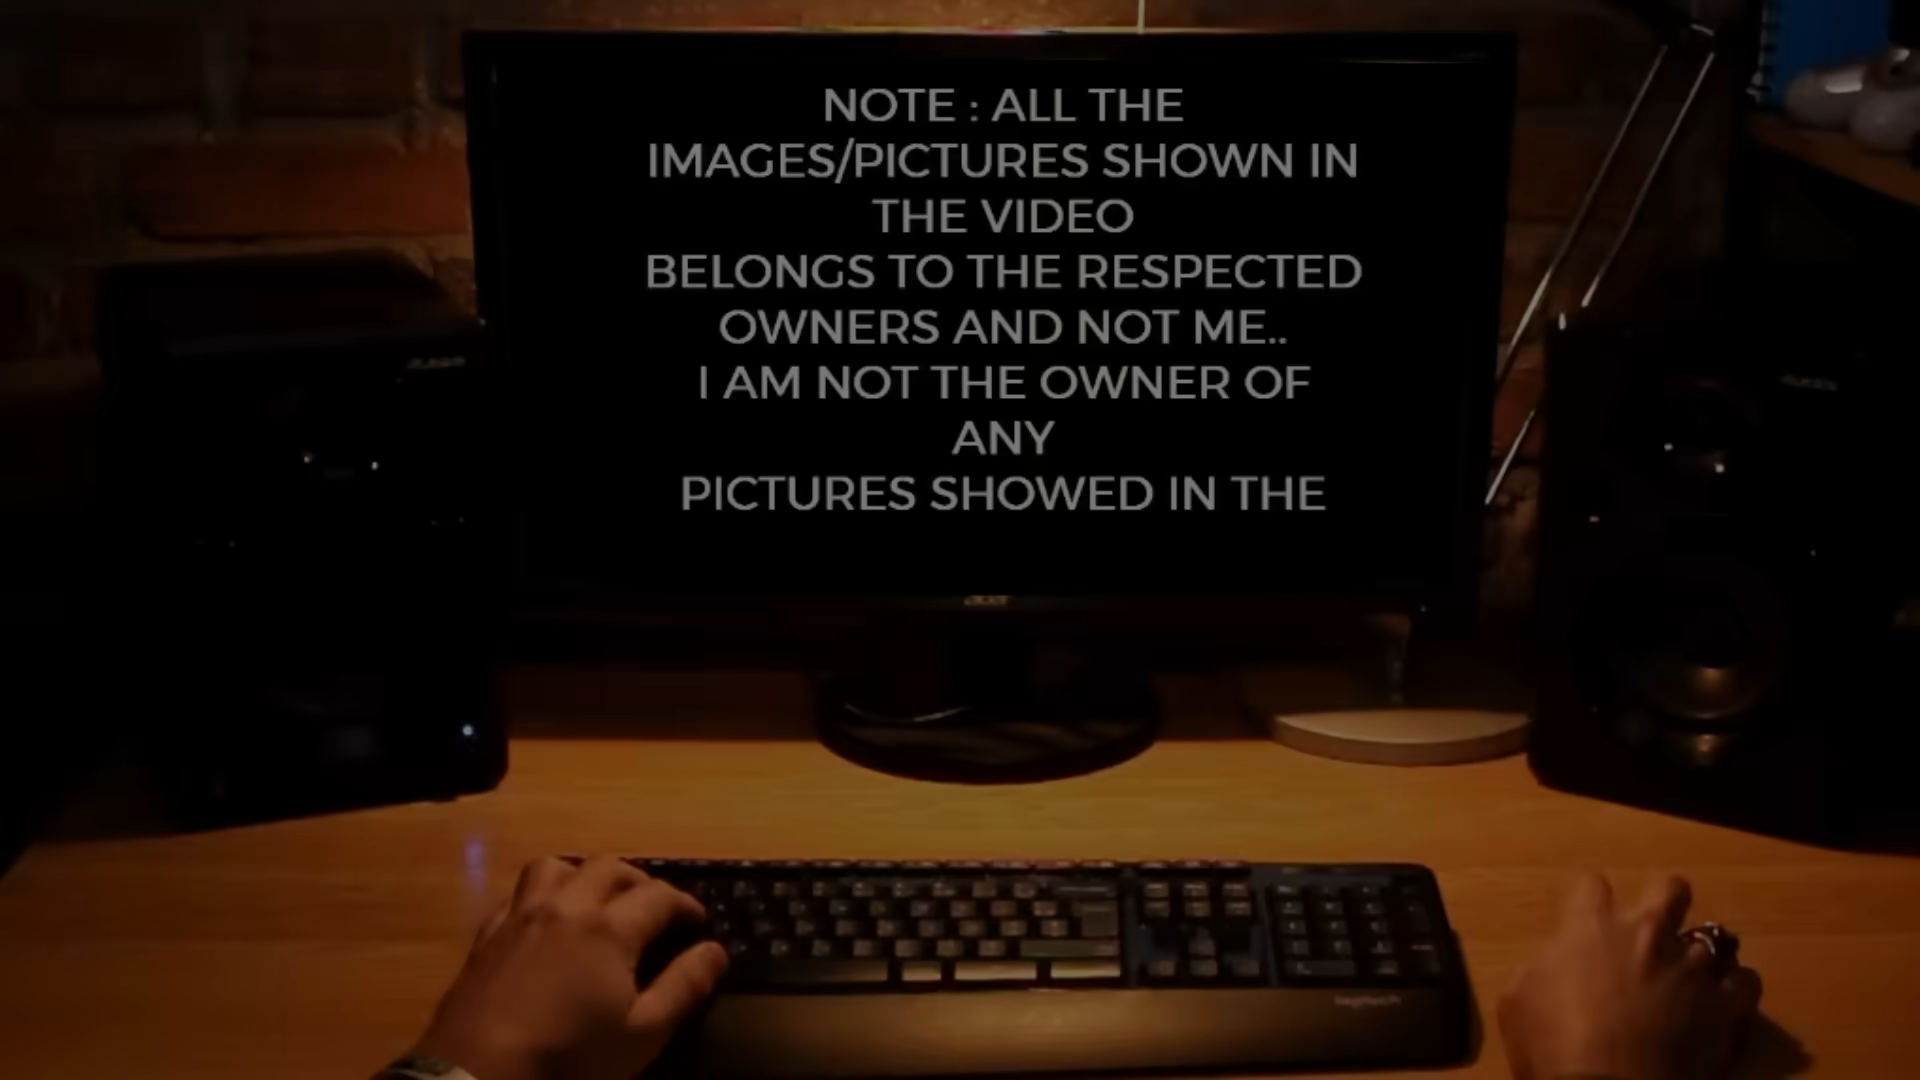 NOTE : ALL THE
IMAGES/PICTURES SHOWN IN
THE VIDEO
BELONGS TO THE RESPECTED
OWNERS AND NOT ME..
I AM NOT THE OWNER OF
ANY
PICTURES SHOWED IN THE
acer